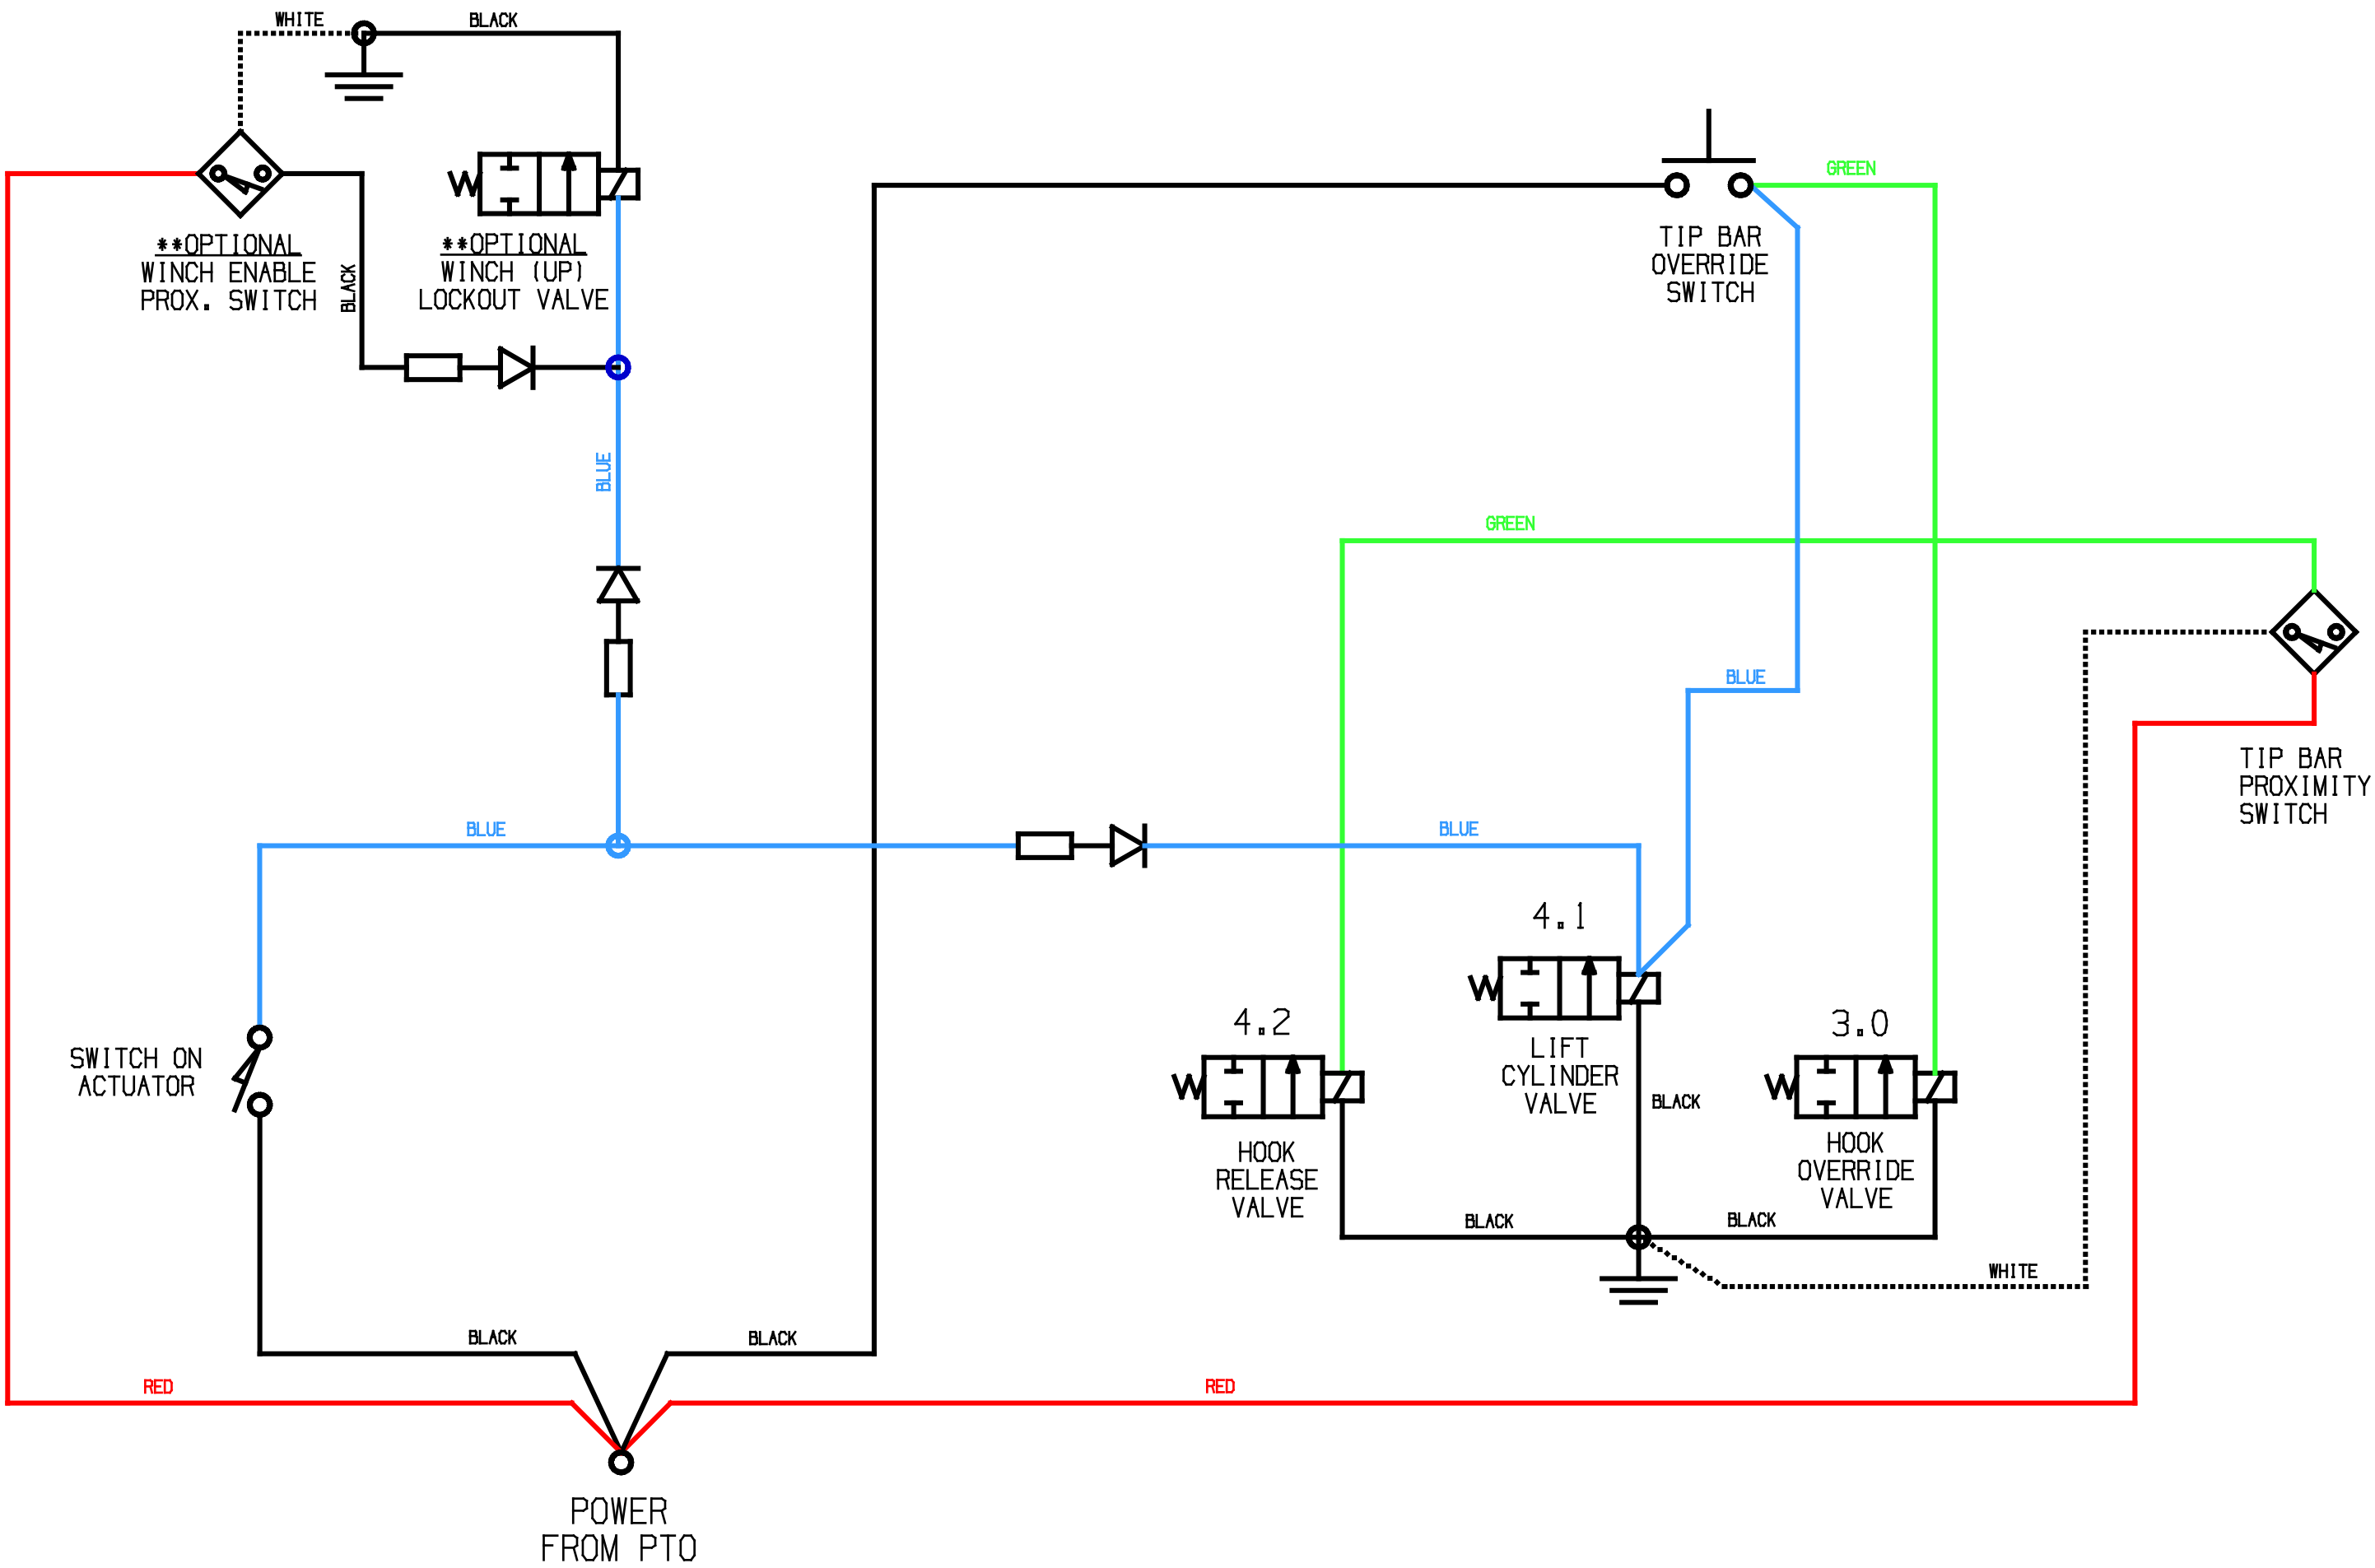 WHITE
BLACK
**OPTIONAL
WINCH ENABLE
PROX. SWITCH
BLACK
**OPTIONAL
WINCH (UP)
LOCKOUT VALVE
GREEN
TIP BAR
OVERRIDE
SWITCH
BLUE
GREEN
BLUE
TIP BAR
PROXIMITY
SWITCH
BLUE
BLUE
4.1
LIFT
CYLINDER
VALVE
4.2
HOOK
RELEASE
VALVE
3.0
HOOK
OVERRIDE
VALVE
SWITCH ON
ACTUATOR
BLACK
BLACK
BLACK
WHITE
BLACK
BLACK
RED
RED
POWER
FROM PTO